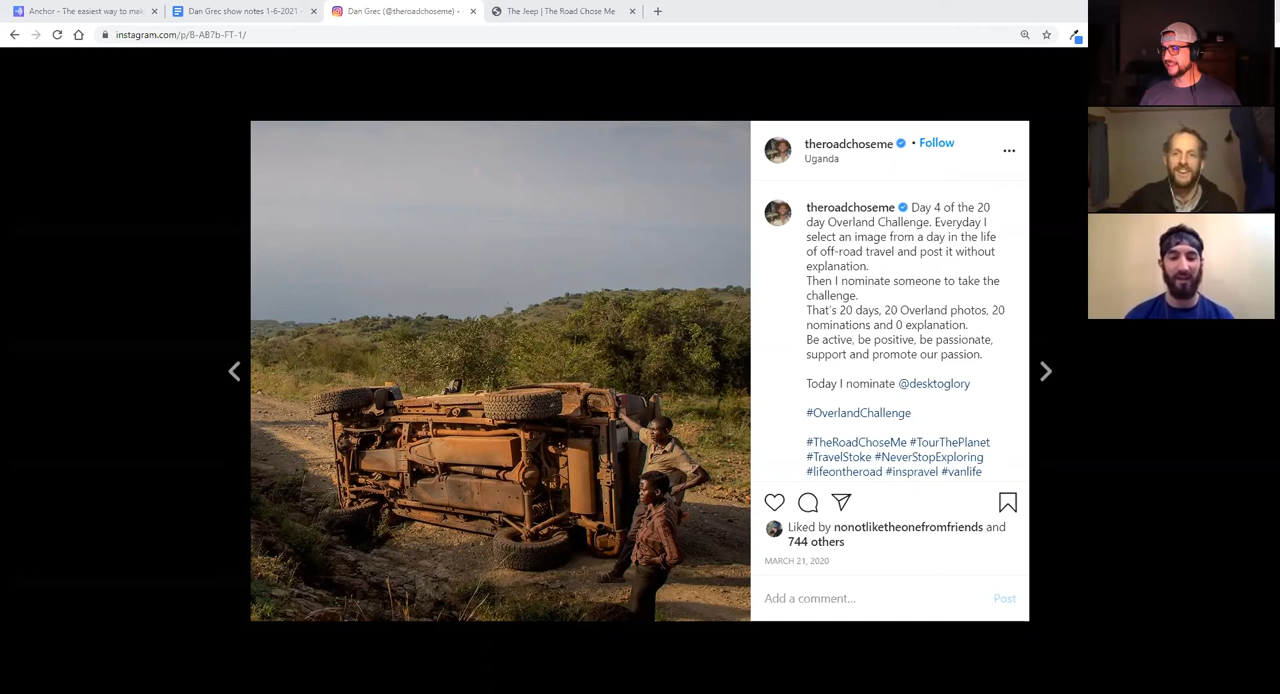 Anchor - The easiest way to mak
Dan Grec show notes 1-6-2021 -
Dan Grec (@theroadchoseme) •
The Jeep | The Road Chose Me
instagram.com/p/B-AB7b-FT-1/
theroadchoseme • Follow
Uganda
theroadchoseme Day 4 of the 20
day Overland Challenge. Everyday I
select an image from a day in the life
of off-road travel and post it without
explanation.
Then I nominate someone to take the
challenge.
That's 20 days, 20 Overland photos, 20
nominations and 0 explanation.
Be active, be positive, be passionate,
support and promote our passion.
Today I nominate @desktoglory
#OverlandChallenge
#TheRoadChoseMe #TourThePlanet
#TravelStoke #NeverStopExploring
#lifeontheroad #inspravel #vanlife
Liked by nonotliketheonefromfriends and
744 others
MARCH 21, 2020
Add a comment...
Post